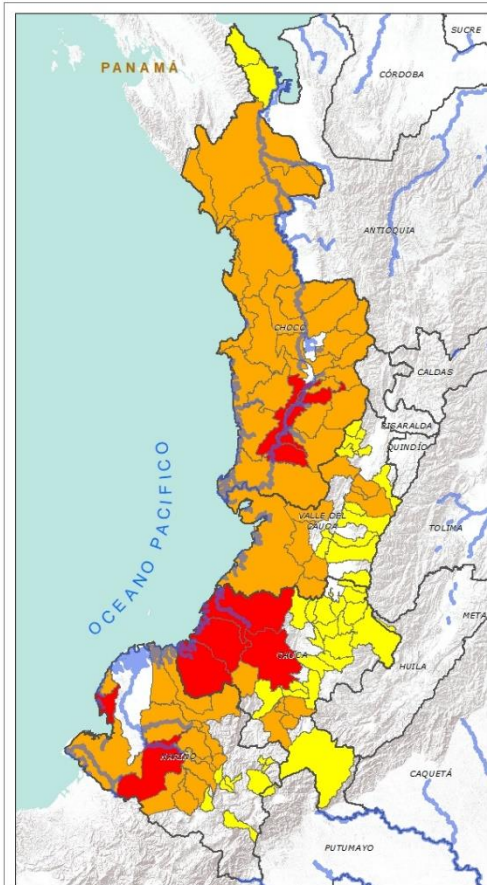 SUCRE
PANAMÁ
CÓRDOBA
ANTIOQUIA
CHOCÓ
CALDAS
RISARALDA
QUINDÍO
OCEANO PACIFICO
VALLE DEL
CAUCA
TOLIMA
META
CAUCA
HUILA
NARIÑO
CAQUETÁ
PUTUMAYO